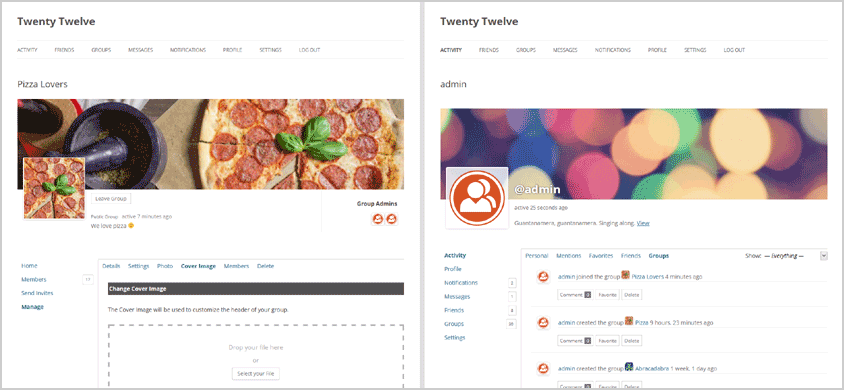 Twenty Twelve
ACTIVITY FRIENDS GROUPS MESSAGES NOTIFICATIONS PROFILE SETTINGS LOG OUT
Pizza Lovers
Leave Group
Public Group active 7 minutes ago
We love pizza
Group Admins
Home
Members
Send Invites
Manage
Details Settings Photo Cover Image Members Delete
Change Cover Image
The Cover Image will be used to customize the header of your group.
Drop your file here
or
Select your file
Twenty Twelve
ACTIVITY FRIENDS GROUPS MESSAGES NOTIFICATIONS PROFILE SETTINGS LOG OUT
admin
@admin
active 25 seconds ago
Guantanamera, guantanamera. Singing along. View
Activity
Profile
Notifications 2
Messages 1
Friends 4
Groups
Settings
Personal Mentions Favorites Friends Groups Show: — Everything —
admin joined the group Pizza Lovers 4 minutes ago
Comment 0 Favorite Delete
admin created the group Pizza 9 hours, 23 minutes ago
Comment 0 Favorite Delete
admin created the group Abracadabra 1 week, 1 day ago
Comment 0 Favorite Delete